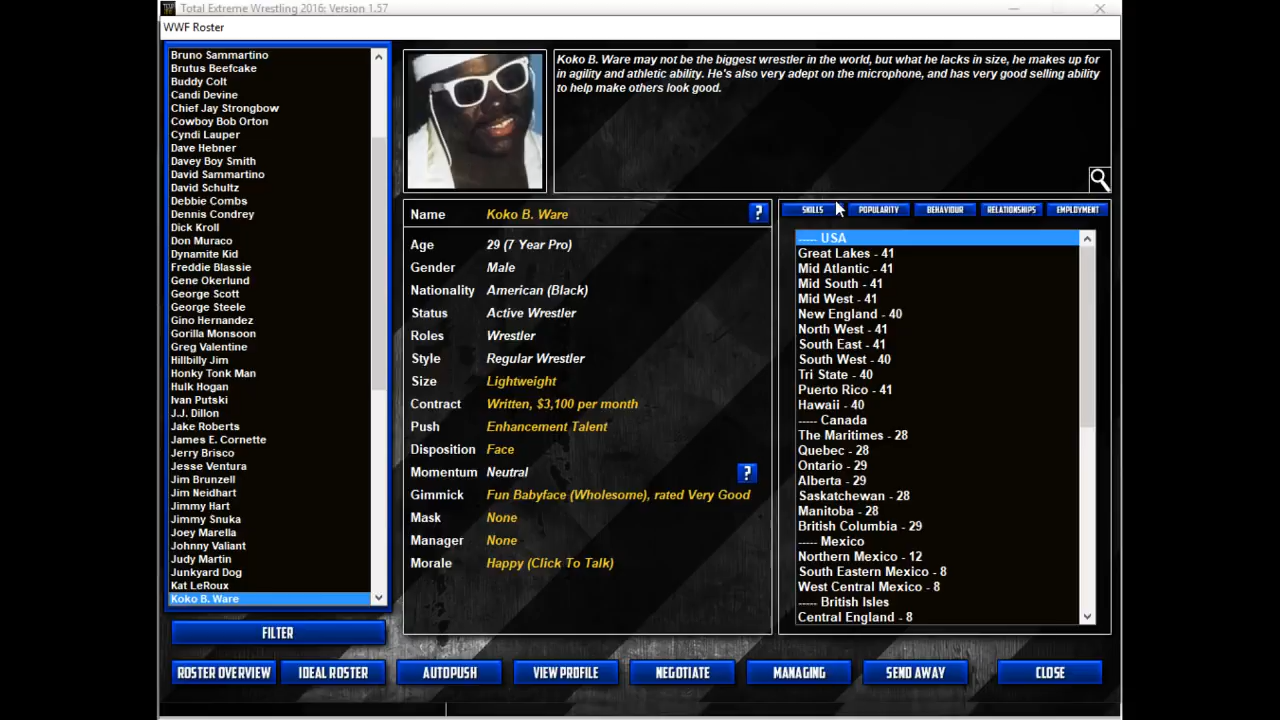 Total Extreme Wrestling 2016: Version 1.57
WWF Roster
Bruno Sammartino
Brutus Beefcake
Buddy Colt
Candi Devine
Chief Jay Strongbow
Cowboy Bob Orton
Cyndi Lauper
Dave Hebner
Davey Boy Smith
David Sammartino
David Schultz
Debbie Combs
Dennis Condrey
Dick Kroll
Don Muraco
Dynamite Kid
Freddie Blassie
Gene Okerlund
George Scott
George Steele
Gino Hernandez
Gorilla Monsoon
Greg Valentine
Hillbilly Jim
Honky Tonk Man
Hulk Hogan
Ivan Putski
J.J. Dillon
Jake Roberts
James E. Cornette
Jerry Brisco
Jesse Ventura
Jim Brunzell
Jim Neidhart
Jimmy Hart
Jimmy Snuka
Joey Marella
Johnny Valiant
Judy Martin
Junkyard Dog
Kat LeRoux
Koko B. Ware
FILTER
Koko B. Ware may not be the biggest wrestler in the world, but what he lacks in size, he makes up for
in agility and athletic ability. He's also very adept on the microphone, and has very good selling ability
to help make others look good.
Name Koko B. Ware ?
Age 29 (7 Year Pro)
Gender Male
Nationality American (Black)
Status Active Wrestler
Roles Wrestler
Style Regular Wrestler
Size Lightweight
Contract Written, $3,100 per month
Push Enhancement Talent
Disposition Face
Momentum Neutral ?
Gimmick Fun Babyface (Wholesome), rated Very Good
Mask None
Manager None
Morale Happy (Click To Talk)
SKILLS POPULARITY BEHAVIOUR RELATIONSHIPS EMPLOYMENT
----- USA
Great Lakes - 41
Mid Atlantic - 41
Mid South - 41
Mid West - 41
New England - 40
North West - 41
South East - 41
South West - 40
Tri State - 40
Puerto Rico - 41
Hawaii - 40
----- Canada
The Maritimes - 28
Quebec - 28
Ontario - 29
Alberta - 29
Saskatchewan - 28
Manitoba - 28
British Columbia - 29
----- Mexico
Northern Mexico - 12
South Eastern Mexico - 8
West Central Mexico - 8
----- British Isles
Central England - 8
ROSTER OVERVIEW IDEAL ROSTER AUTOPUSH VIEW PROFILE NEGOTIATE MANAGING SEND AWAY CLOSE